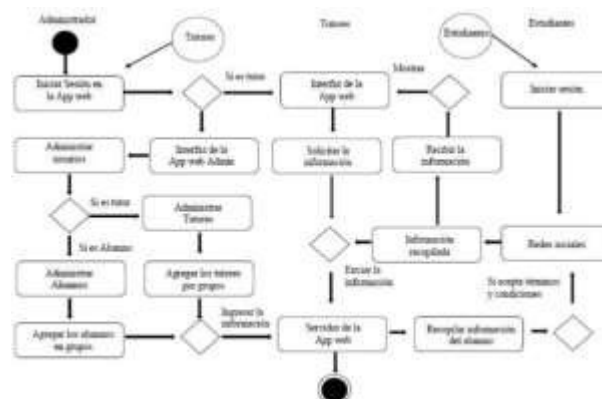 Administrador
Tutores
Estudiantes
Tutores
Estudiantes
Iniciar Sesión en
la App web
Si es tutor
Interfaz de la
App web
Mostrar
Iniciar sesión
Administrar
usuarios
Interfaz de la
App web Admin
Solicitar la
información
Recibir la
información
Si es tutor
Administrar
Tutores
Si es Alumno
Información
recopilada
Redes sociales
Administrar
Alumnos
Agregar los tutores
por grupos
Enviar la
información
Si acepta términos
y condiciones
Ingresar la
información
Agregar los alumnos
en grupos
Servidor de la
App web
Recopilar información
del alumno